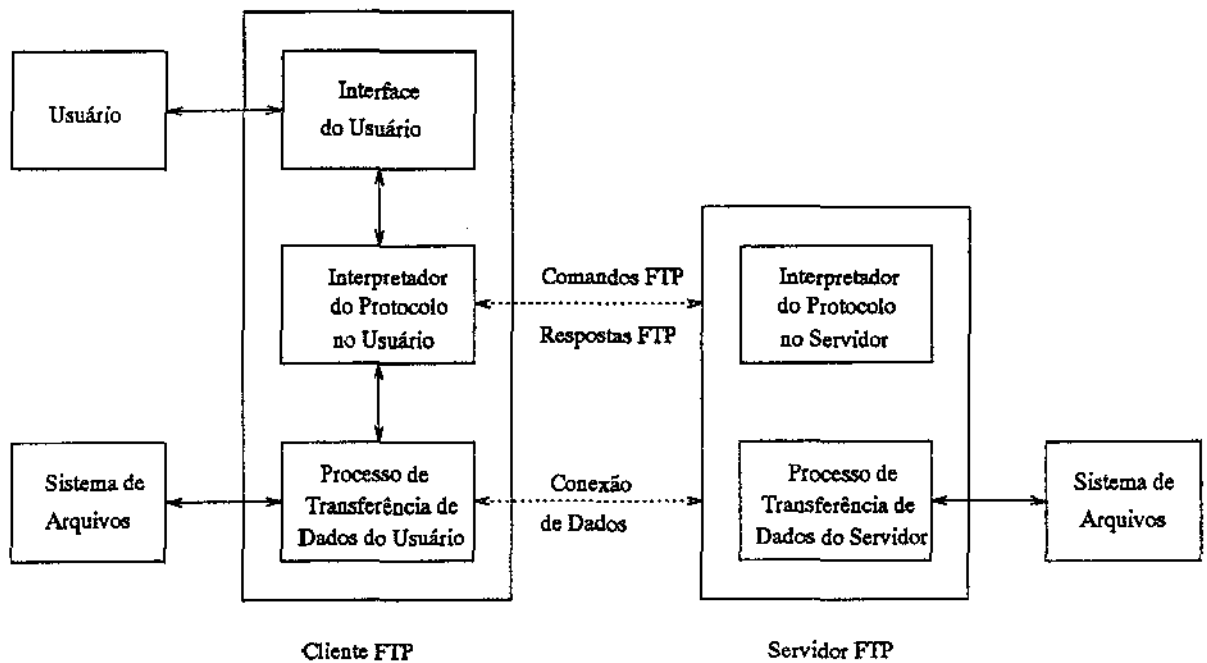 Usuário
Interface
do Usuário
Interpretador
do Protocolo
no Usuário
Comandos FTP
Respostas FTP
Interpretador
do Protocolo
no Servidor
Sistema de
Arquivos
Processo de
Transferência de
Dados do Usuário
Conexão
de Dados
Processo de
Transferência de
Dados do Servidor
Sistema de
Arquivos
Cliente FTP
Servidor FTP